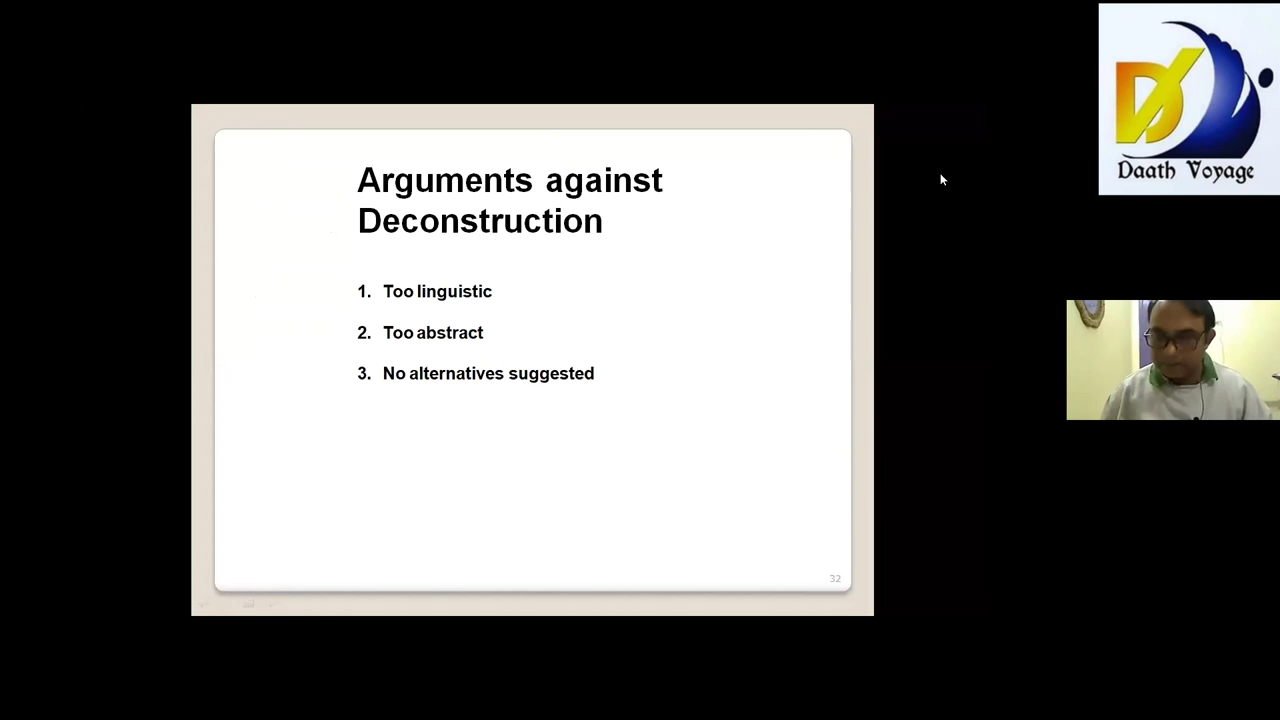 Arguments against
Deconstruction
1. Too linguistic
2. Too abstract
3. No alternatives suggested
32
Daath Voyage